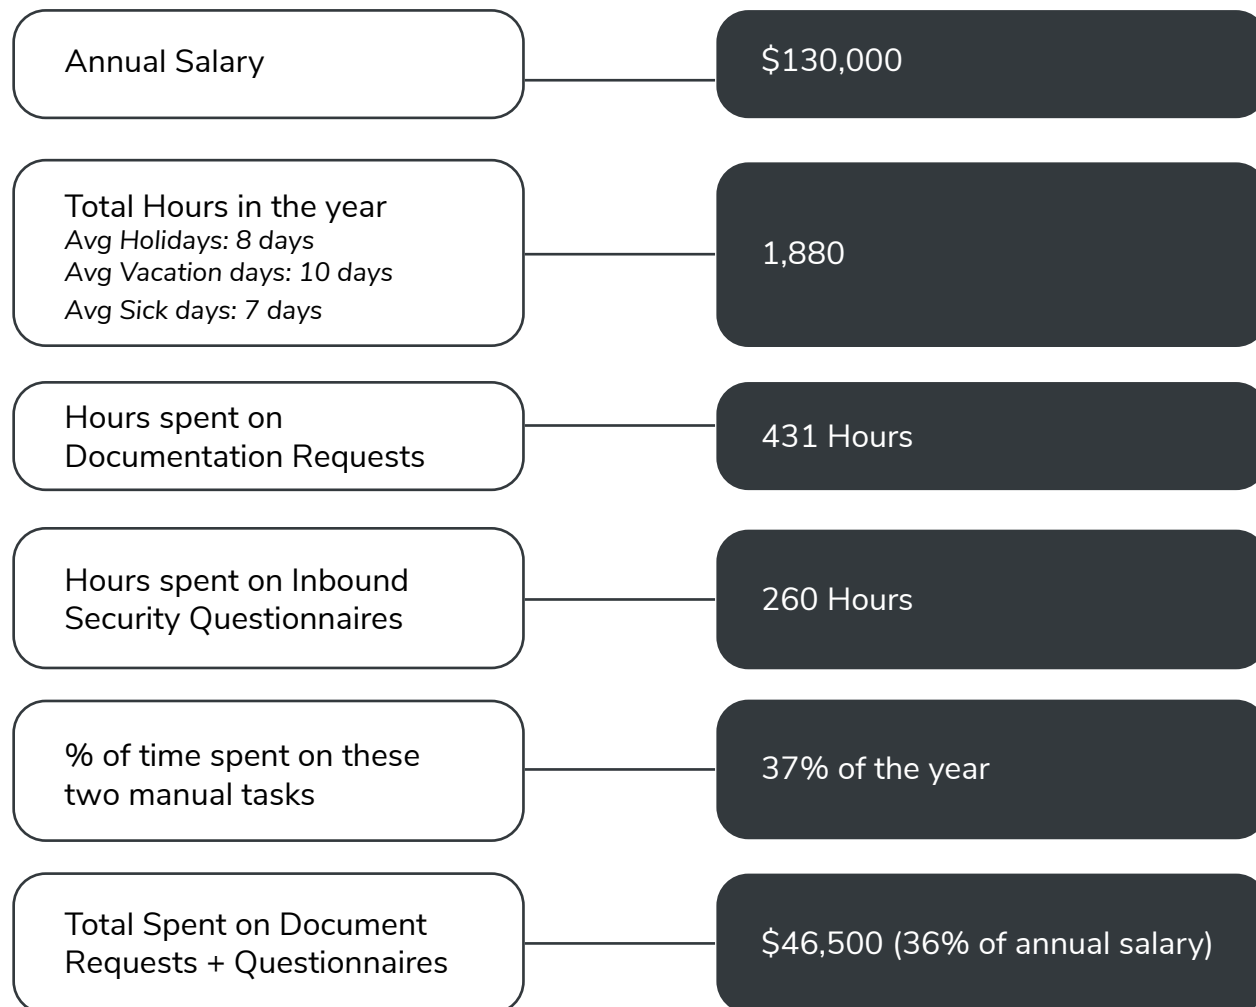 Annual Salary
$130,000
Total Hours in the year
Avg Holidays: 8 days
Avg Vacation days: 10 days
Avg Sick days: 7 days
1,880
Hours spent on
Documentation Requests
431 Hours
Hours spent on Inbound
Security Questionnaires
260 Hours
% of time spent on these
two manual tasks
37% of the year
Total Spent on Document
Requests + Questionnaires
$46,500 (36% of annual salary)